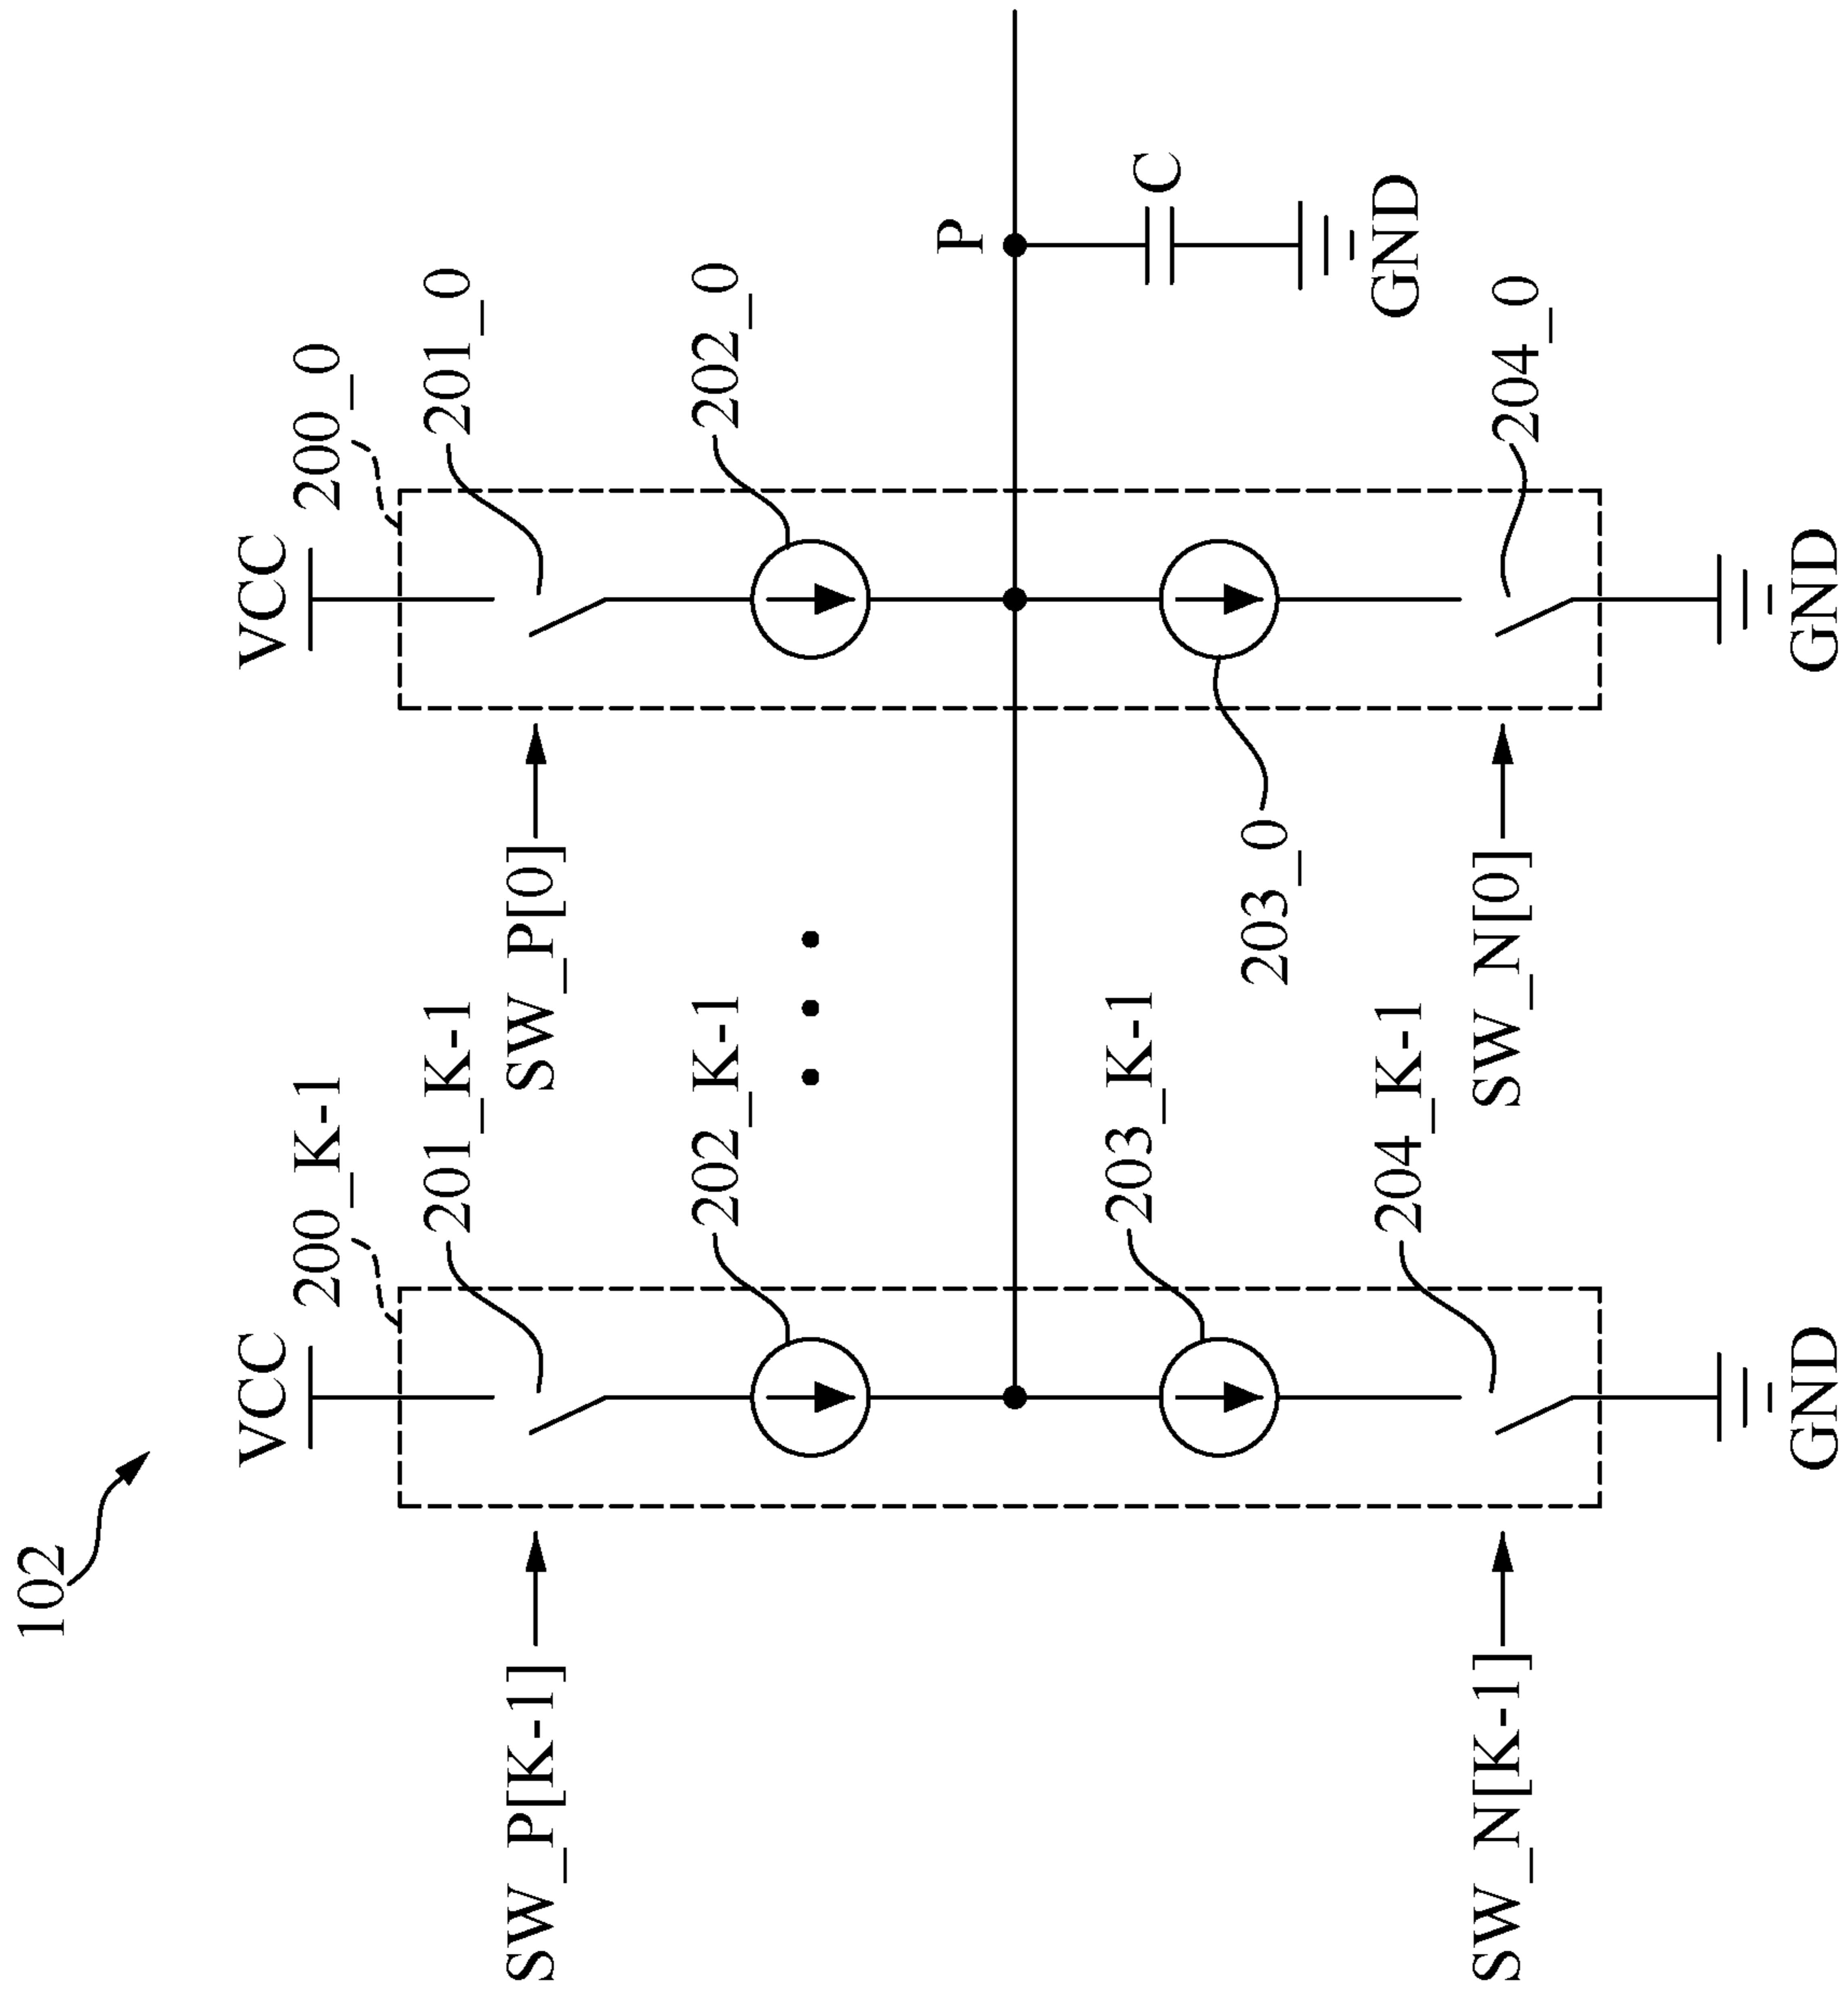 102
VCC
200_K-1
VCC
200_0
201_K-1
201_0
SW_P[K-1]
SW_P[0]
202_K-1
202_0
P
C
203_K-1
203_0
GND
204_K-1
204_0
SW_N[K-1]
SW_N[0]
GND
GND